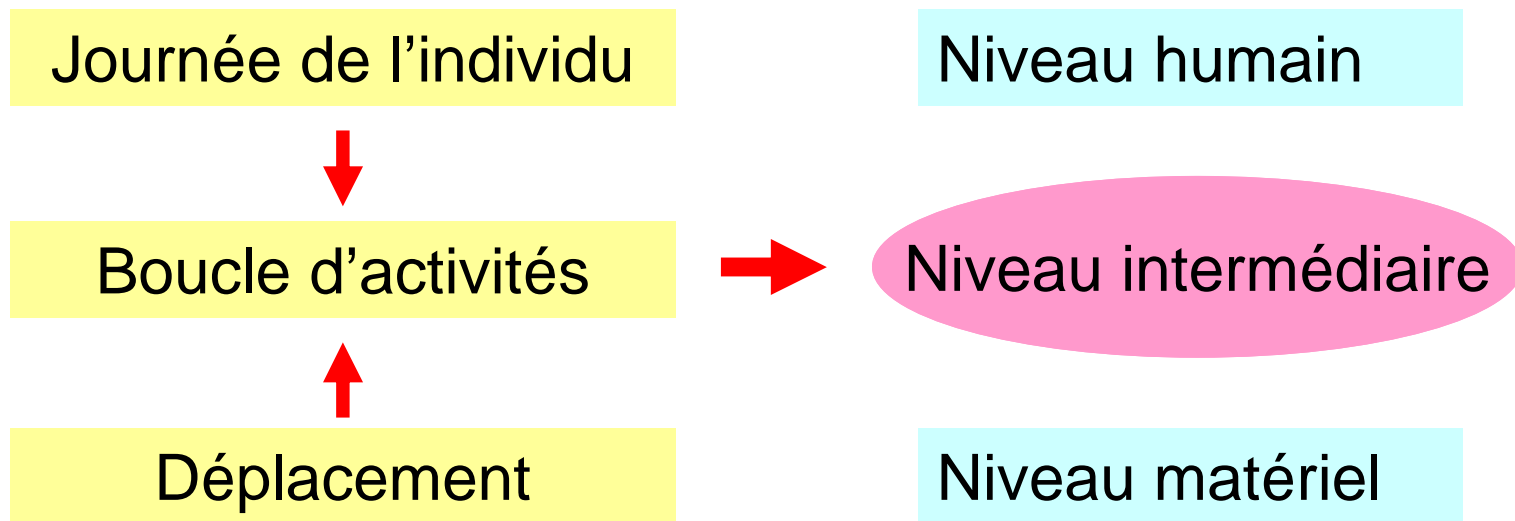 Journée de l’individu
Niveau humain
Boucle d’activités
Niveau intermédiaire
Déplacement
Niveau matériel